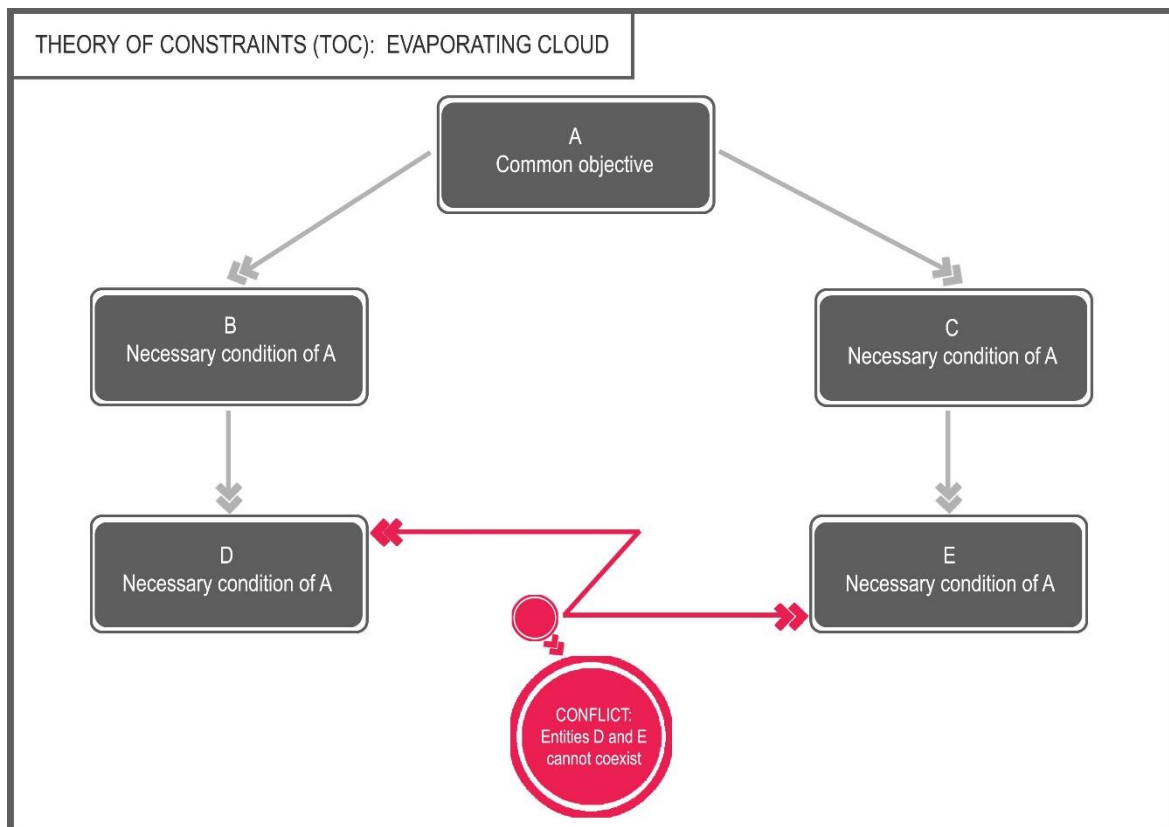 THEORY OF CONSTRAINTS (TOC): EVAPORATING CLOUD
A
Common objective
B
Necessary condition of A
C
Necessary condition of A
D
Necessary condition of A
E
Necessary condition of A
CONFLICT:
Entities D and E
cannot coexist